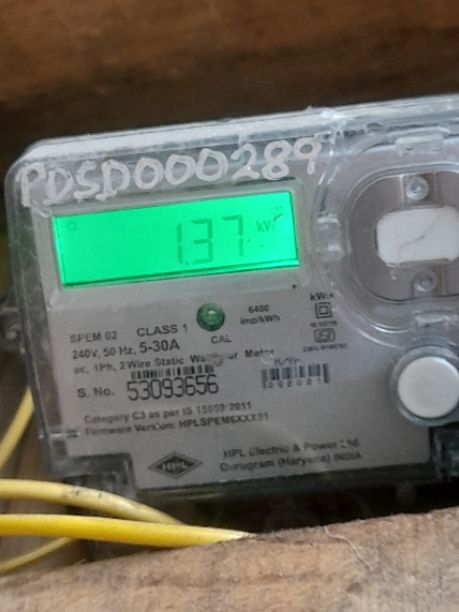 PDSD000289
1.37 kW
SPEM 02 CLASS 1
240V, 50 Hz, 5-30A
CAL
6400
imp/kWh
ac, 1Ph, 2Wire Static Watthour Meter
S. No. 53093656
Category C3 as per IS 15959:2011
Firmware Version: HPLSPEM6XXX01
HPL
HPL Electric & Power Ltd.
Gurugram (Haryana) INDIA